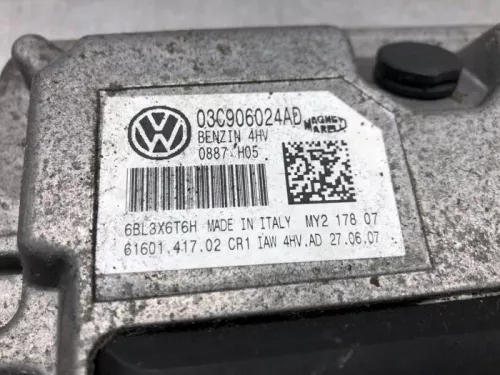 03C906024AD
MAGNETI
MARELLI
BENZIN 4HV
0887 H05
6BL3X6T6H MADE IN ITALY MY2 178 07
61601.417.02 CR1 IAW 4HV.AD 27.06.07